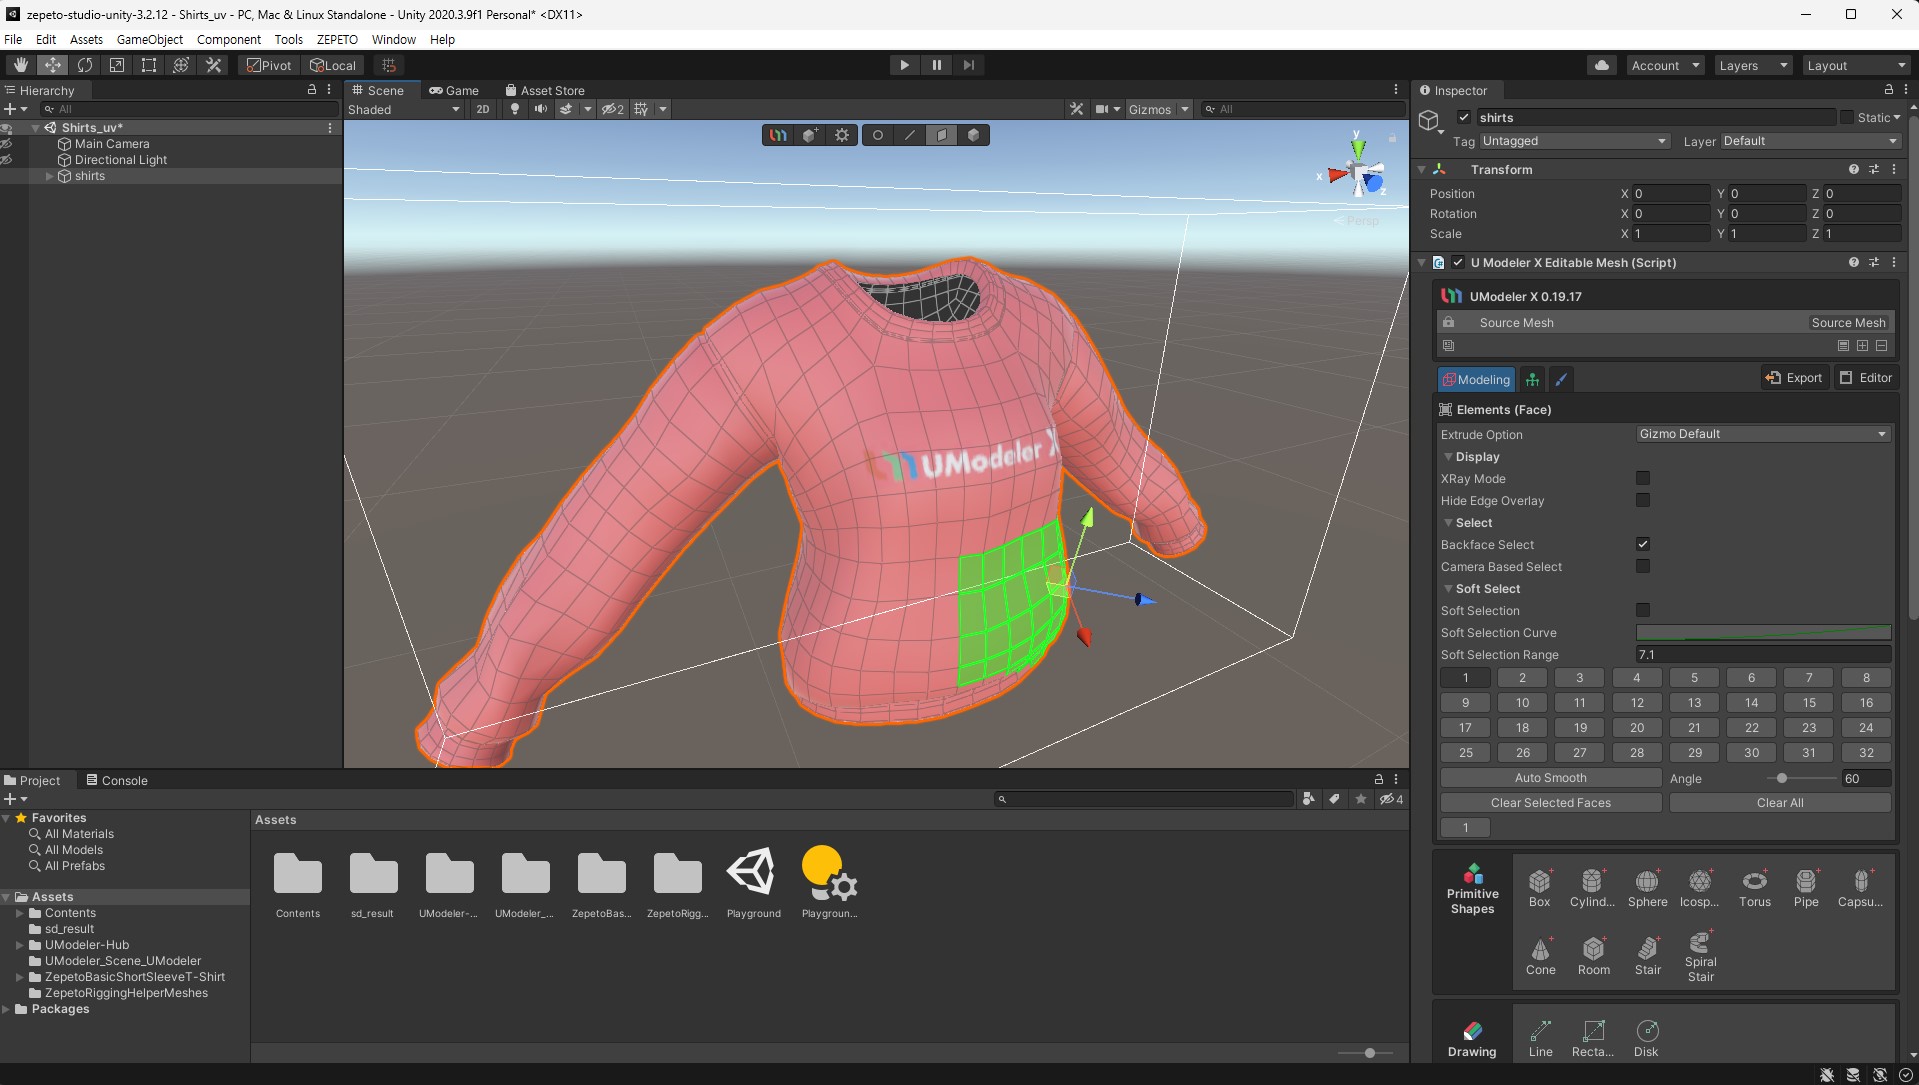 zepeto-studio-unity-3.2.12 - Shirts_uv - PC, Mac & Linux Standalone - Unity 2020.3.9f1 Personal* <DX11>
File Edit Assets GameObject Component Tools ZEPETO Window Help
Pivot Local Account Layers Layout
Hierarchy
All
Shirts_uv*
Main Camera
Directional Light
shirts
Scene Game Asset Store
Shaded 2D 2 Gizmos All
y
x
z
Persp
UModeler X
Inspector
shirts Static
Tag Untagged Layer Default
Transform
Position X 0 Y 0 Z 0
Rotation X 0 Y 0 Z 0
Scale X 1 Y 1 Z 1
U Modeler X Editable Mesh (Script)
UModeler X 0.19.17
Source Mesh Source Mesh
Modeling Export Editor
Elements (Face)
Extrude Option Gizmo Default
Display
XRay Mode
Hide Edge Overlay
Select
Backface Select
Camera Based Select
Soft Select
Soft Selection
Soft Selection Curve
Soft Selection Range 7.1
1 2 3 4 5 6 7 8
9 10 11 12 13 14 15 16
17 18 19 20 21 22 23 24
25 26 27 28 29 30 31 32
Auto Smooth Angle 60
Clear Selected Faces Clear All
1
Primitive Shapes
Box Cylind... Sphere Icosp... Torus Pipe Capsu...
Cone Room Stair Spiral Stair
Drawing
Line Recta... Disk
Project Console
4
Favorites
All Materials
All Models
All Prefabs
Assets
Contents
sd_result
UModeler-Hub
UModeler_Scene_UModeler
ZepetoBasicShortSleeveT-Shirt
ZepetoRiggingHelperMeshes
Packages
Assets
Contents sd_result UModeler-... UModeler_... ZepetoBas... ZepetoRigg... Playground Playgroun...